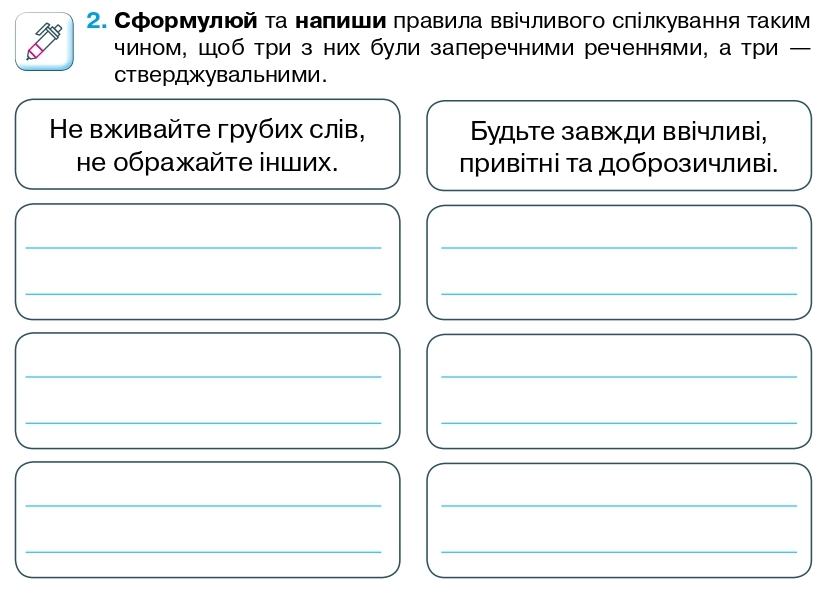 2. Сформулюй та напиши правила ввічливого спілкування таким
чином, щоб три з них були заперечними реченнями, а три —
стверджувальними.
Не вживайте грубих слів,
не ображайте інших.
Будьте завжди ввічливі,
привітні та доброзичливі.